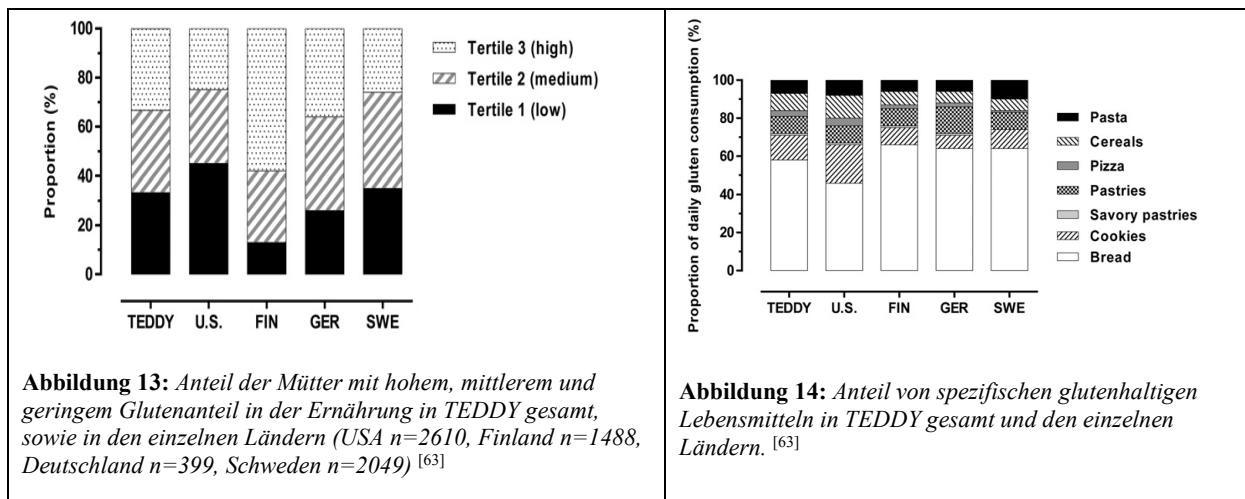 Proportion (%)
100
80
60
40
20
0
Tertile 3 (high)
Tertile 2 (medium)
Tertile 1 (low)
TEDDY U.S. FIN GER SWE
Abbildung 13: Anteil der Mütter mit hohem, mittlerem und
geringem Glutenanteil in der Ernährung in TEDDY gesamt,
sowie in den einzelnen Ländern (USA n=2610, Finland n=1488,
Deutschland n=399, Schweden n=2049) [63]
Proportion of daily gluten consumption (%)
100
80
60
40
20
0
Pasta
Cereals
Pizza
Pastries
Savory pastries
Cookies
Bread
TEDDY U.S. FIN GER SWE
Abbildung 14: Anteil von spezifischen glutenhaltigen
Lebensmitteln in TEDDY gesamt und den einzelnen
Ländern. [63]